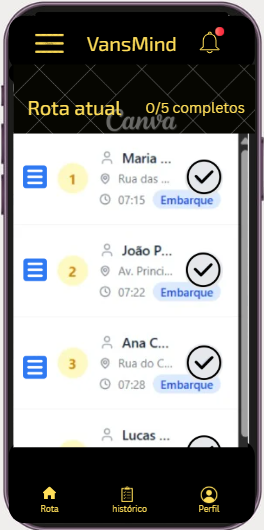 VansMind
Rota atual 0/5 completos
Canva
1 Maria ...
Rua das ...
07:15 Embarque
2 João P...
Av. Princi...
07:22 Embarque
3 Ana C...
Rua do C...
07:28 Embarque
Lucas ...
Rota histórico Perfil